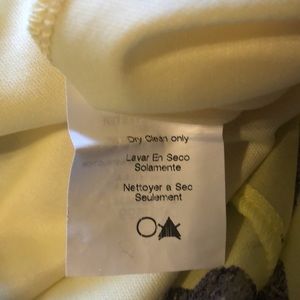 Dry Clean only
Lavar En Seco
Solamente
Nettoyer a Sec
Seulement